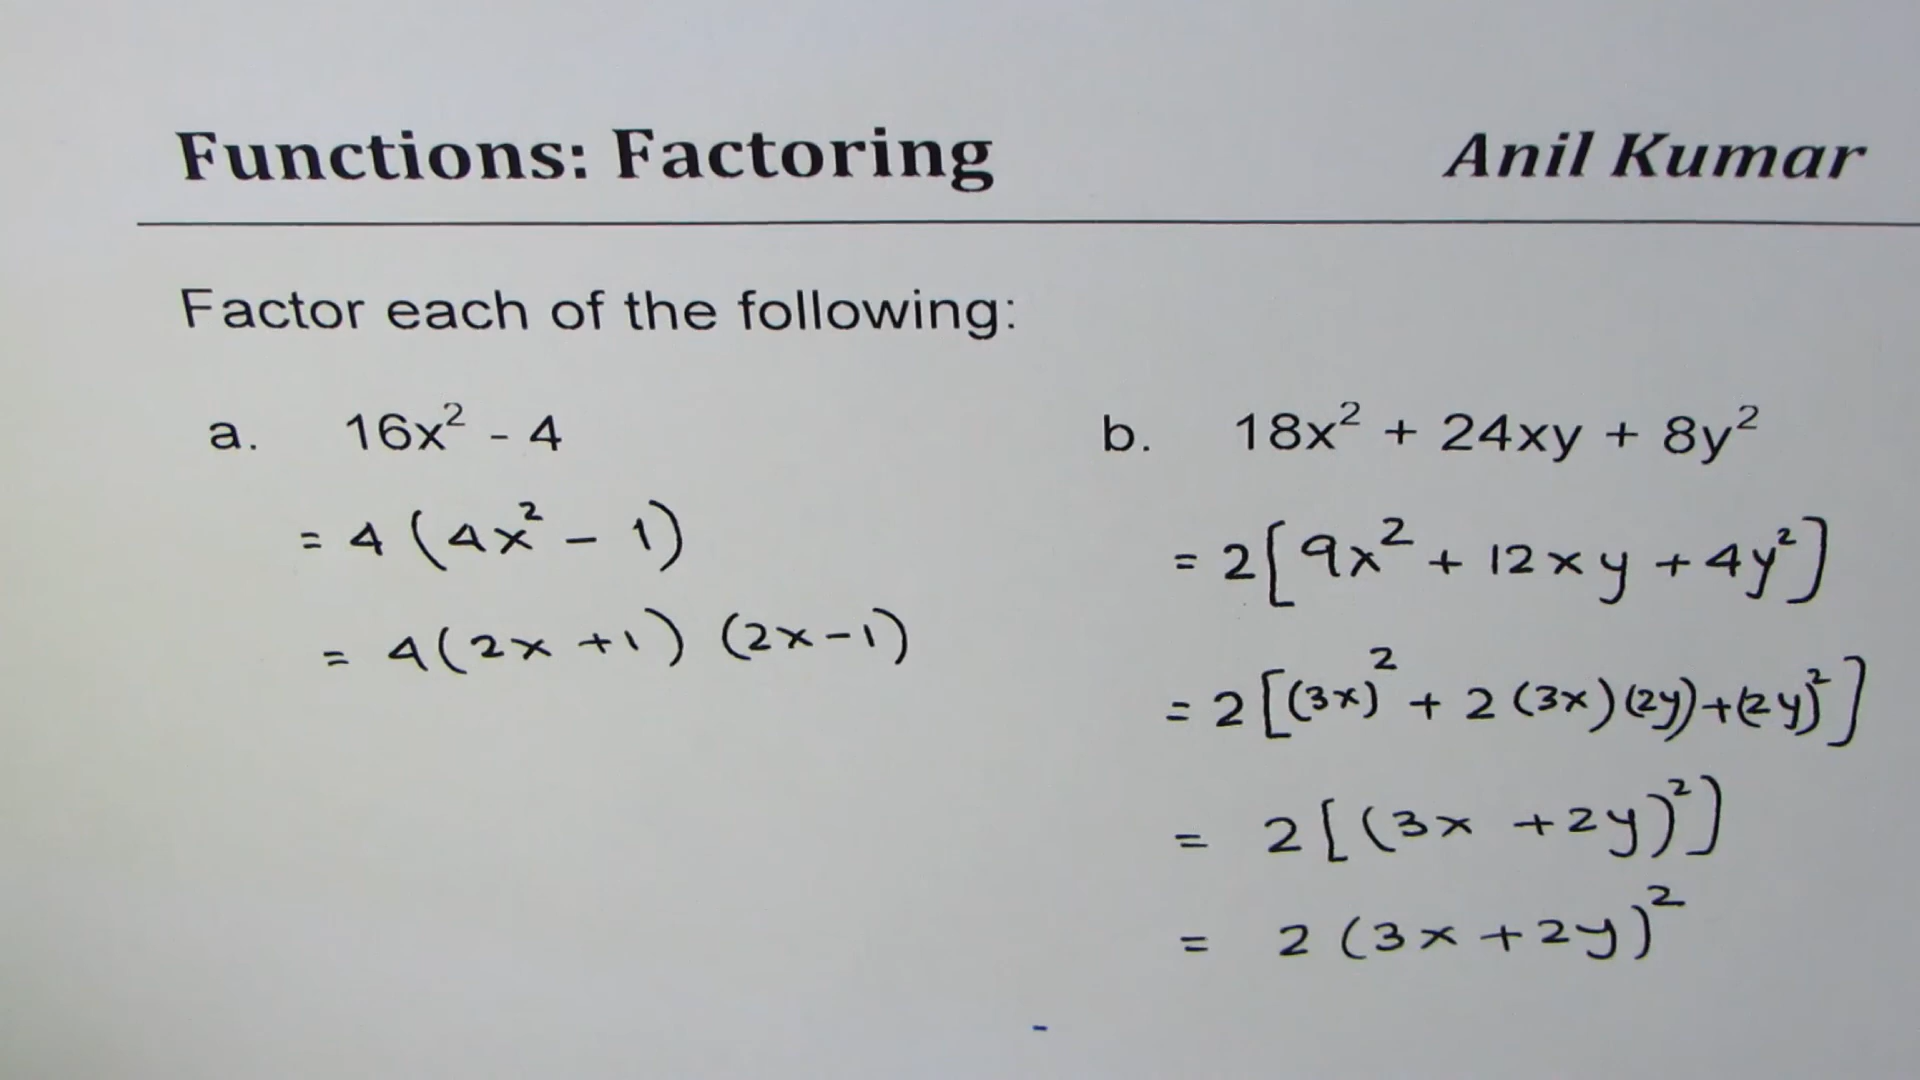 Functions: Factoring
Anil Kumar
Factor each of the following:
a. 16x² - 4
= 4 (4x² - 1)
= 4(2x +1) (2x-1)
b. 18x² + 24xy + 8y²
= 2[9x² + 12xy + 4y²]
= 2[(3x)² + 2(3x)(2y)+(2y)²]
= 2[(3x +2y)²]
= 2(3x+2y)²